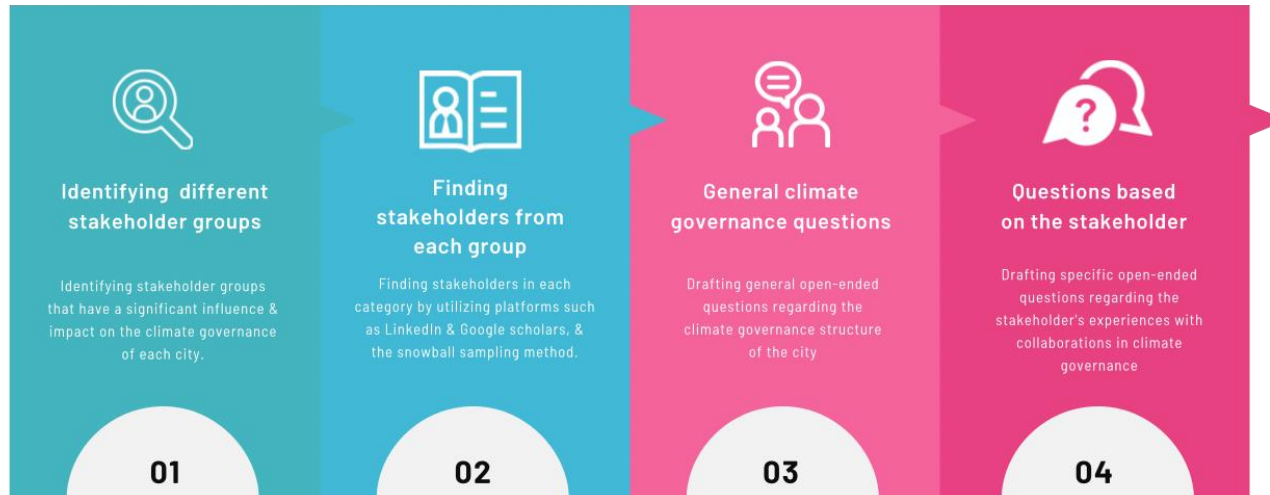 Identifying different
stakeholder groups
Identifying stakeholder groups
that have a significant influence &
impact on the climate governance
of each city.
01
Finding
stakeholders from
each group
Finding stakeholders in each
category by utilizing platforms such
as LinkedIn & Google scholars, &
the snowball sampling method.
02
General climate
governance questions
Drafting general open-ended
questions regarding the
climate governance structure
of the city
03
?
Questions based
on the stakeholder
Drafting specific open-ended
questions regarding the
stakeholder's experiences with
collaborations in climate
governance
04